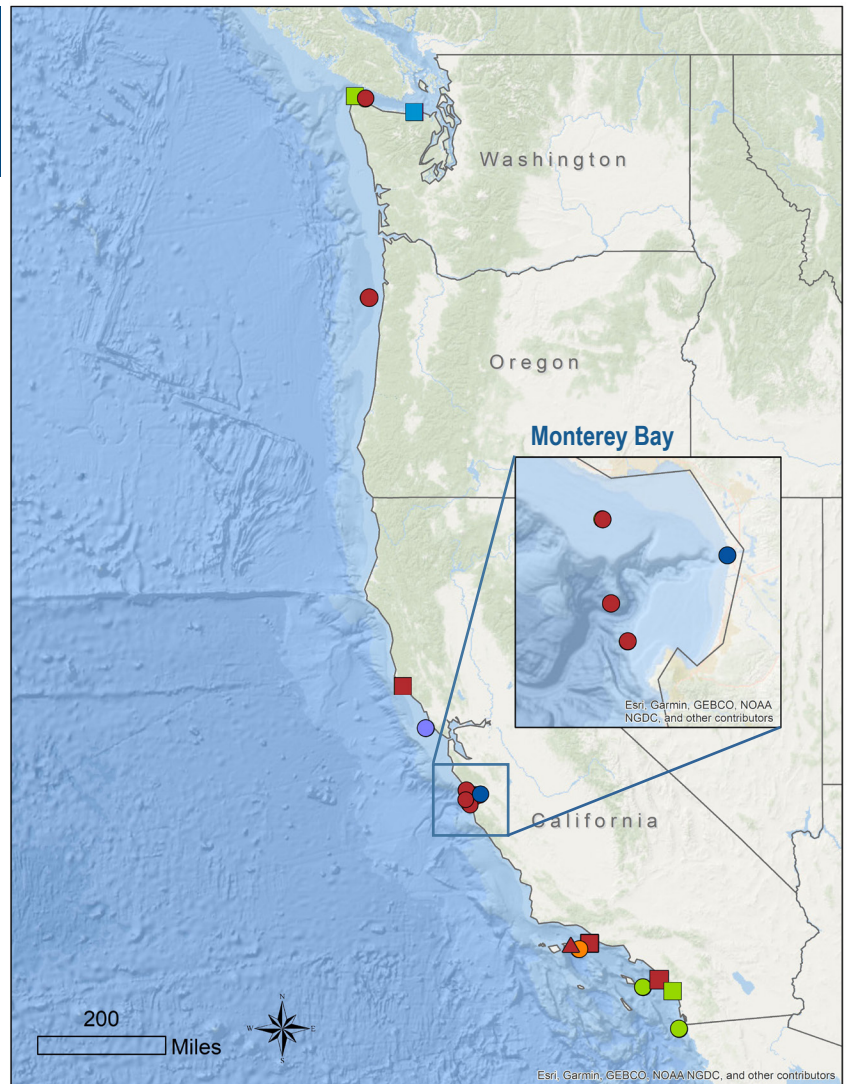 Washington
Oregon
Monterey Bay
Esri, Garmin, GEBCO, NOAA
NGDC, and other contributors
California
200
Miles
N
W
E
S
Esri, Garmin, GEBCO, NOAA NGDC, and other contributors